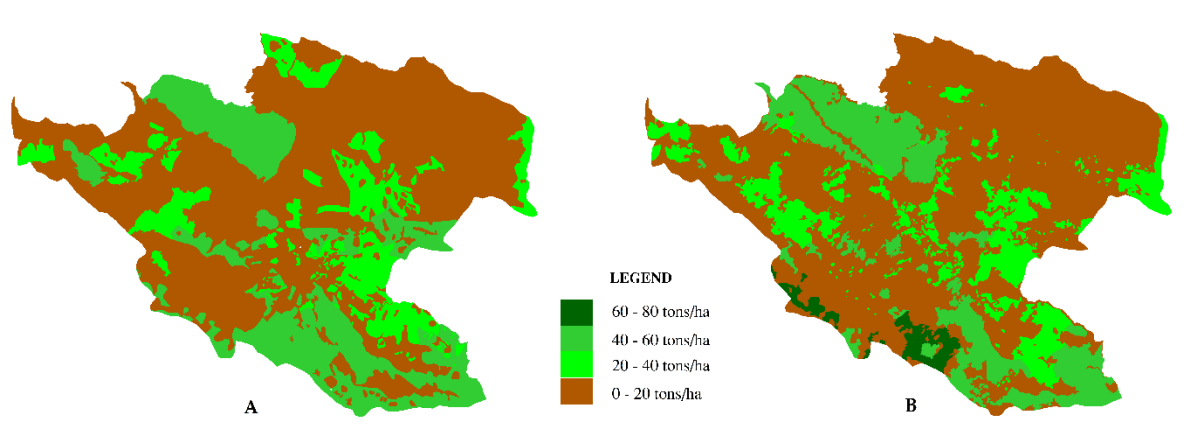 LEGEND
60 - 80 tons/ha
40 - 60 tons/ha
20 - 40 tons/ha
0 - 20 tons/ha
A
B